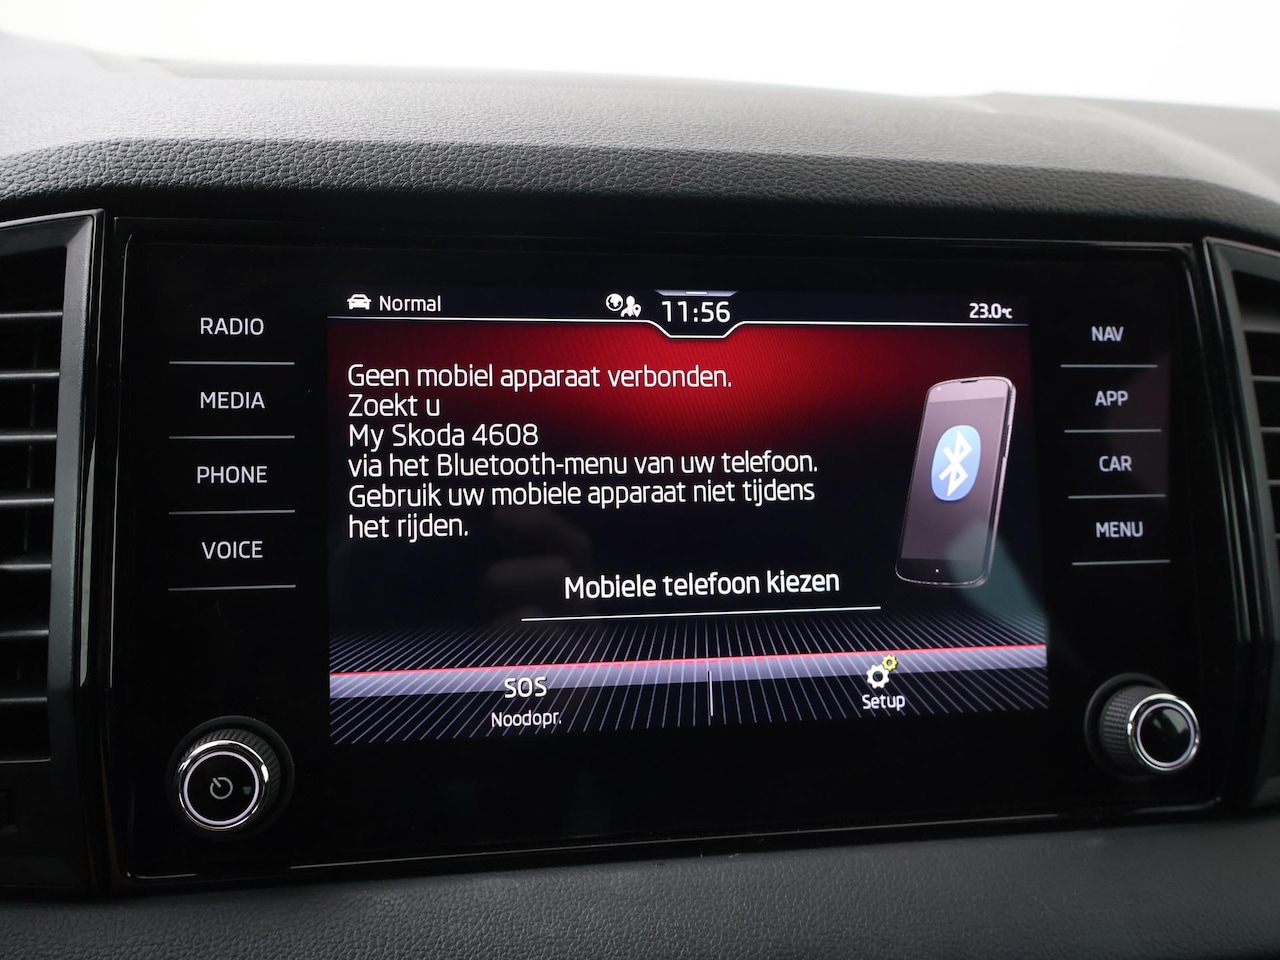 Normal
11:56
23.0°C
RADIO
MEDIA
PHONE
VOICE
Geen mobiel apparaat verbonden.
Zoekt u
My Skoda 4608
via het Bluetooth-menu van uw telefoon.
Gebruik uw mobiele apparaat niet tijdens
het rijden.
Mobiele telefoon kiezen
SOS
Noodopr.
Setup
NAV
APP
CAR
MENU